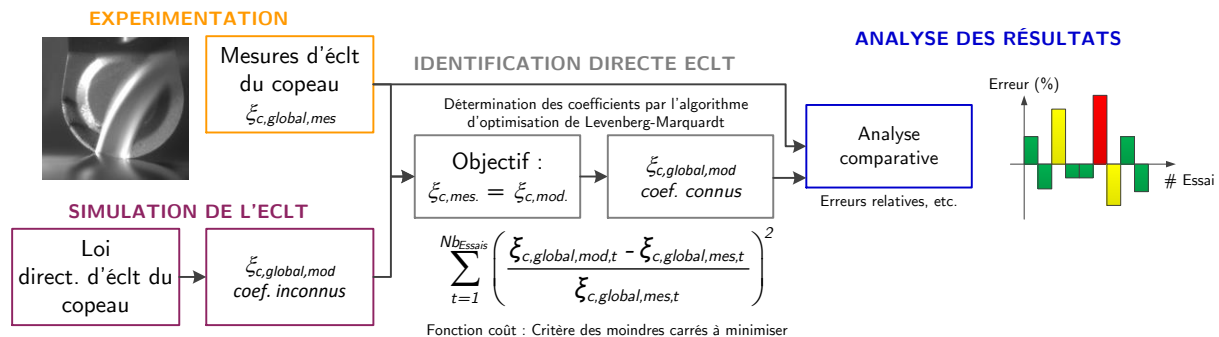 EXPERIMENTATION
Mesures d'éclt
du copeau
ξc,global,mes
SIMULATION DE L'ECLT
Loi
direct. d'éclt du
copeau
ξc,global,mod
coef. inconnus
IDENTIFICATION DIRECTE ECLT
Détermination des coefficients par l'algorithme
d'optimisation de Levenberg-Marquardt
Objectif :
ξc,mes. = ξc,mod.
ξc,global,mod
coef. connus
NbEssais
∑
t=1
(ξc,global,mod,t - ξc,global,mes,t
ξc,global,mes,t)2
Fonction coût : Critère des moindres carrés à minimiser
ANALYSE DES RÉSULTATS
Analyse
comparative
Erreurs relatives, etc.
Erreur (%)
# Essai